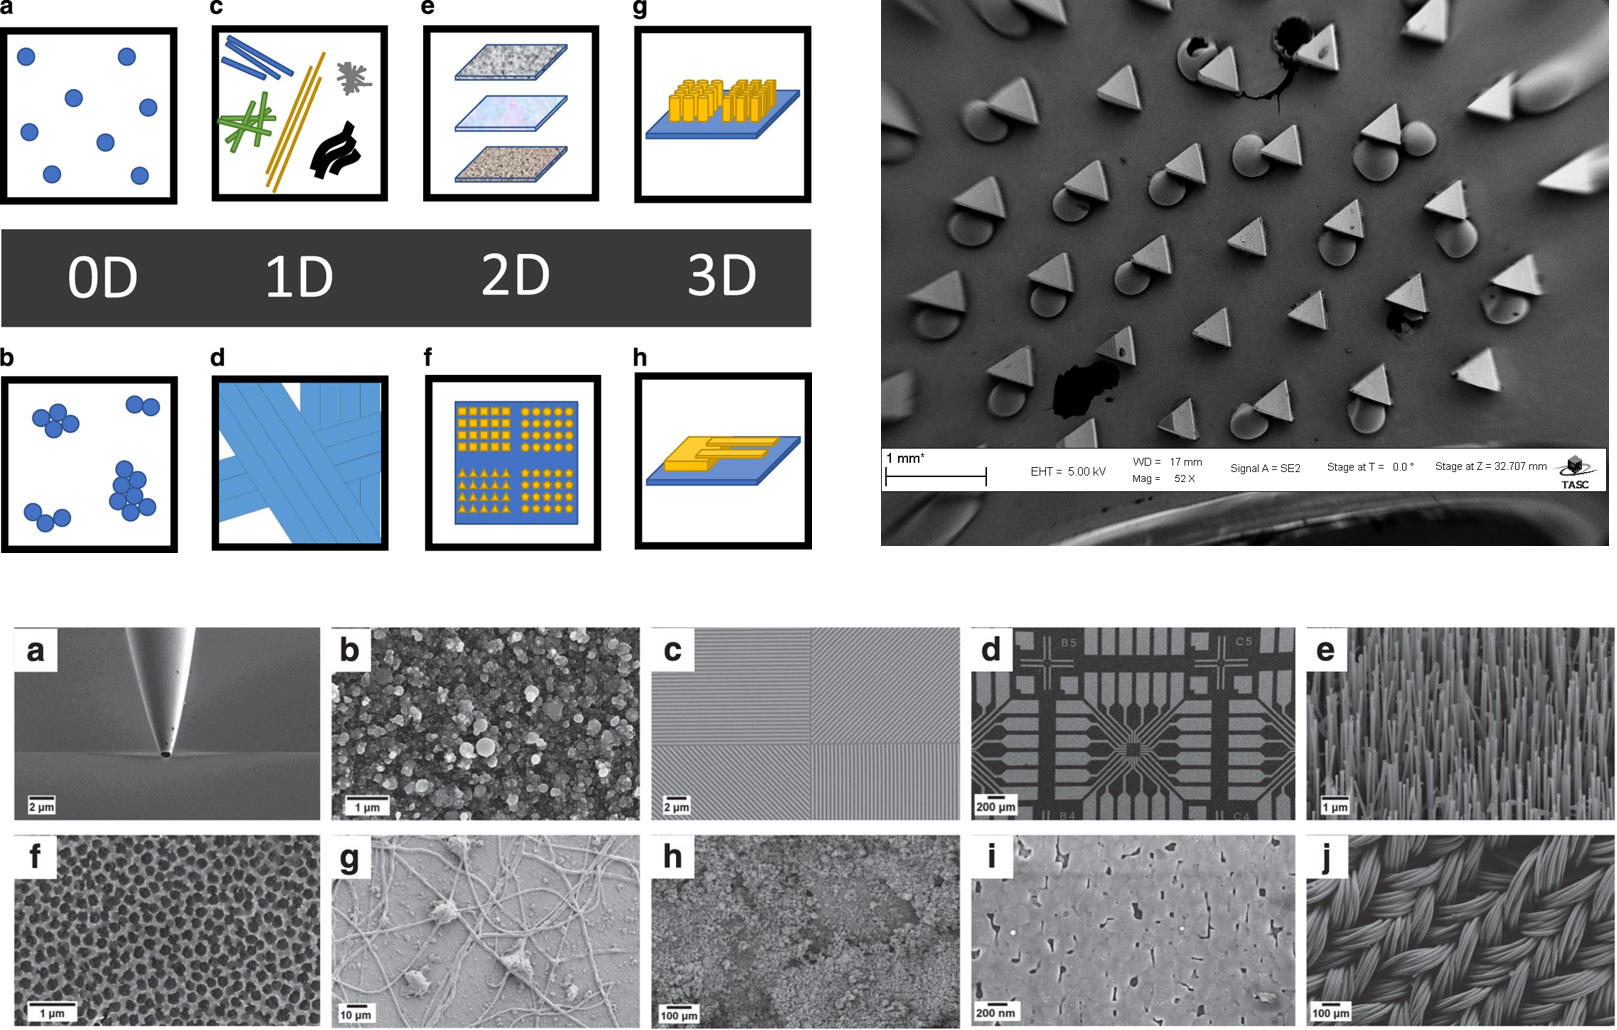 a
c
e
g
0D
1D
2D
3D
b
d
f
h
1 mm*
EHT = 5.00 kV
WD = 17 mm
Mag = 52 X
Signal A = SE2
Stage at T = 0.0 °
Stage at Z = 32.707 mm
TASC
a
2 µm
b
1 µm
c
2 µm
d
B5
C5
B4
C4
200 µm
e
1 µm
f
1 µm
g
10 µm
h
100 µm
i
200 nm
j
100 µm